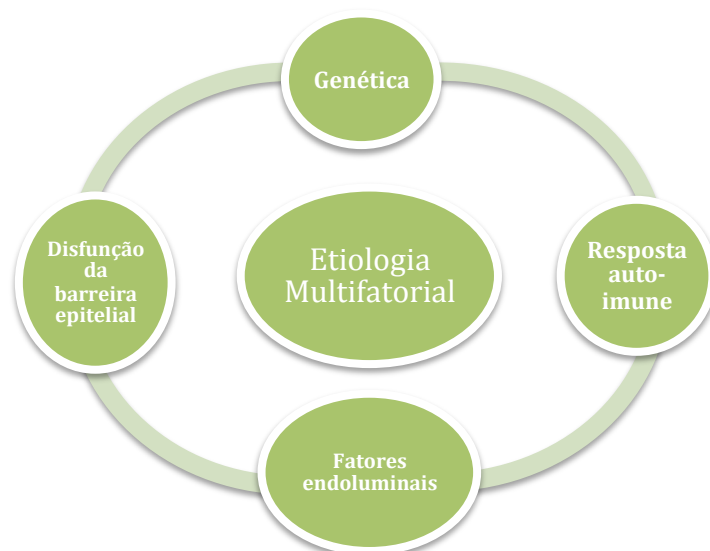 Genética
Disfunção
da
barreira
epitelial
Etiologia
Multifatorial
Resposta
auto-
imune
Fatores
endoluminais